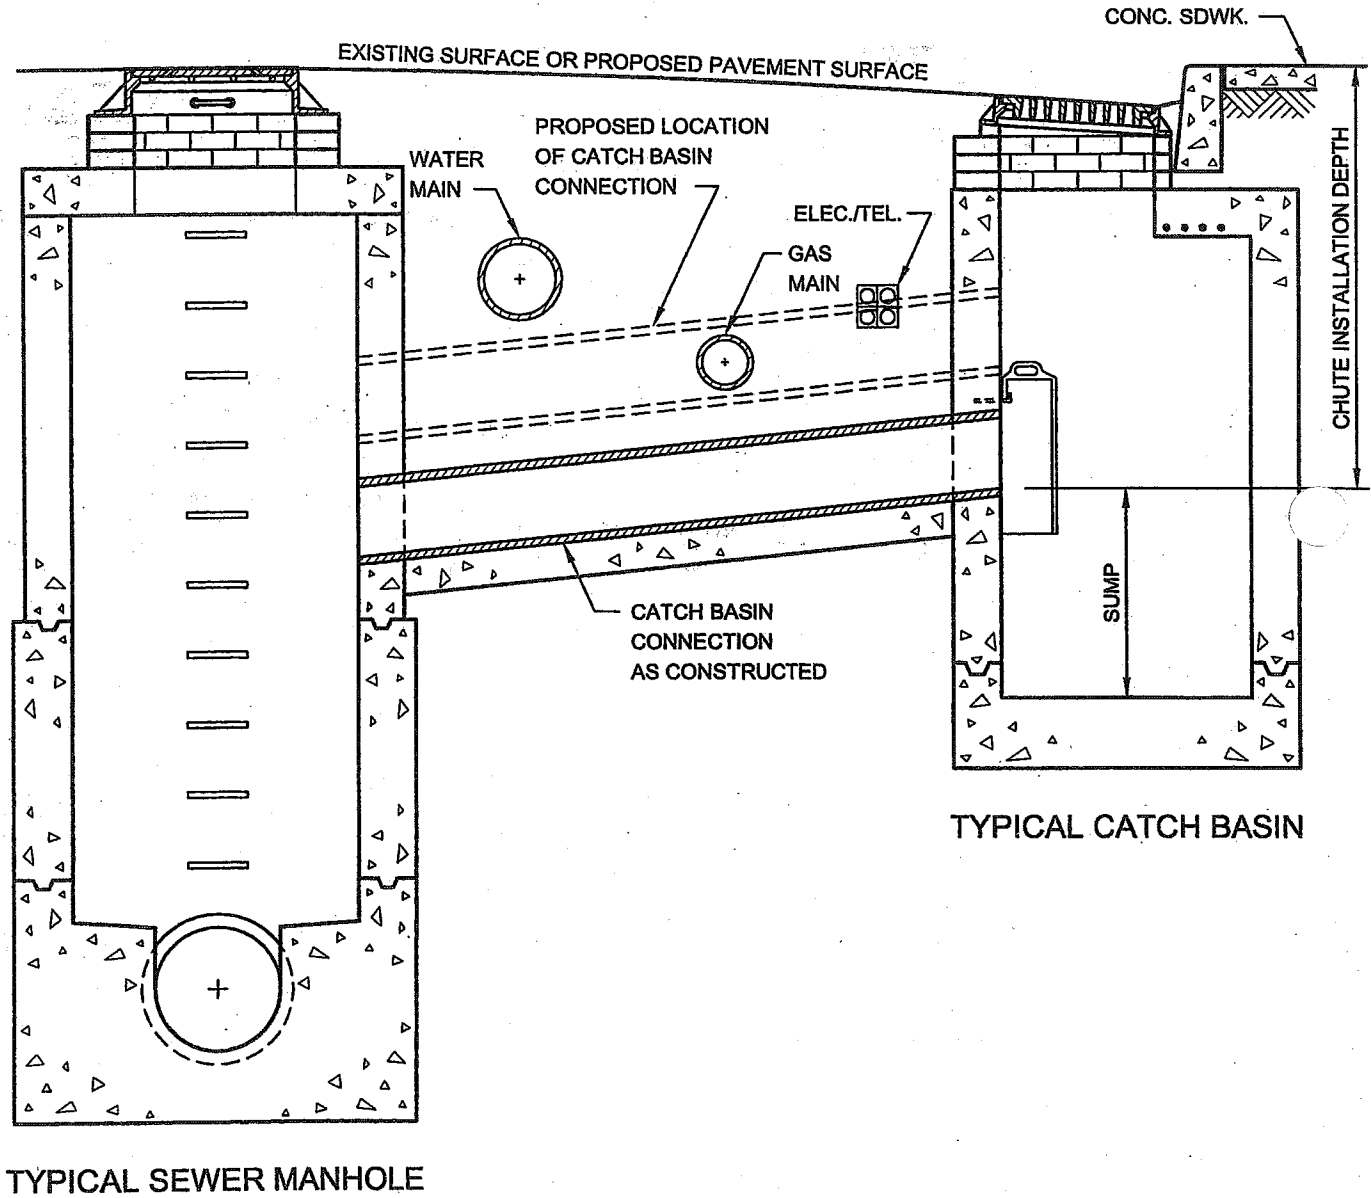 CONC. SDWK.
EXISTING SURFACE OR PROPOSED PAVEMENT SURFACE
PROPOSED LOCATION
OF CATCH BASIN
CONNECTION
WATER
MAIN
ELEC./TEL.
GAS
MAIN
CHUTE INSTALLATION DEPTH
SUMP
CATCH BASIN
CONNECTION
AS CONSTRUCTED
TYPICAL CATCH BASIN
TYPICAL SEWER MANHOLE